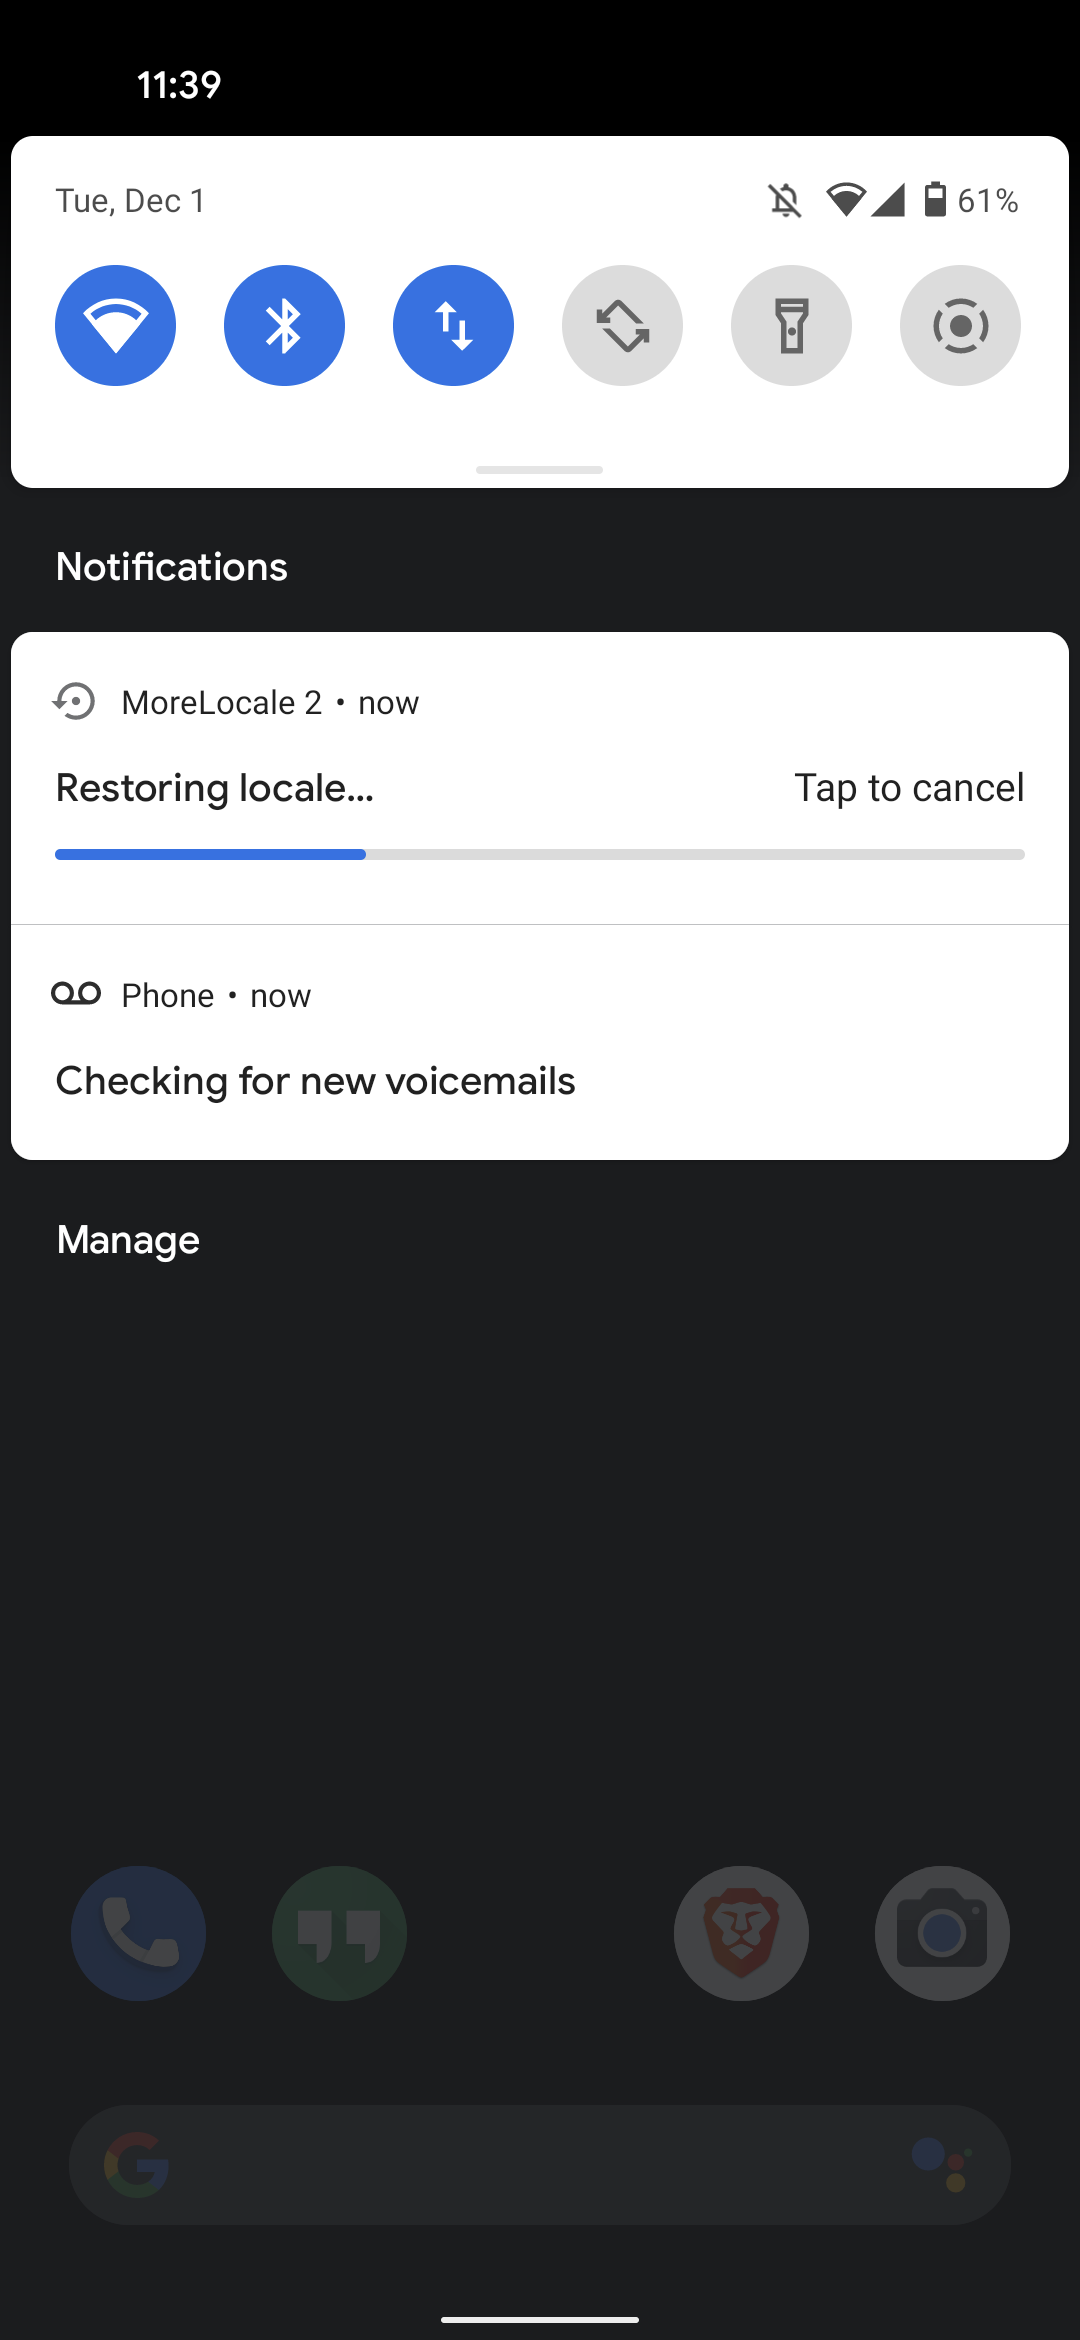 11:39
Tue, Dec 1
61%
Notifications
MoreLocale 2 • now
Restoring locale... Tap to cancel
Phone • now
Checking for new voicemails
Manage